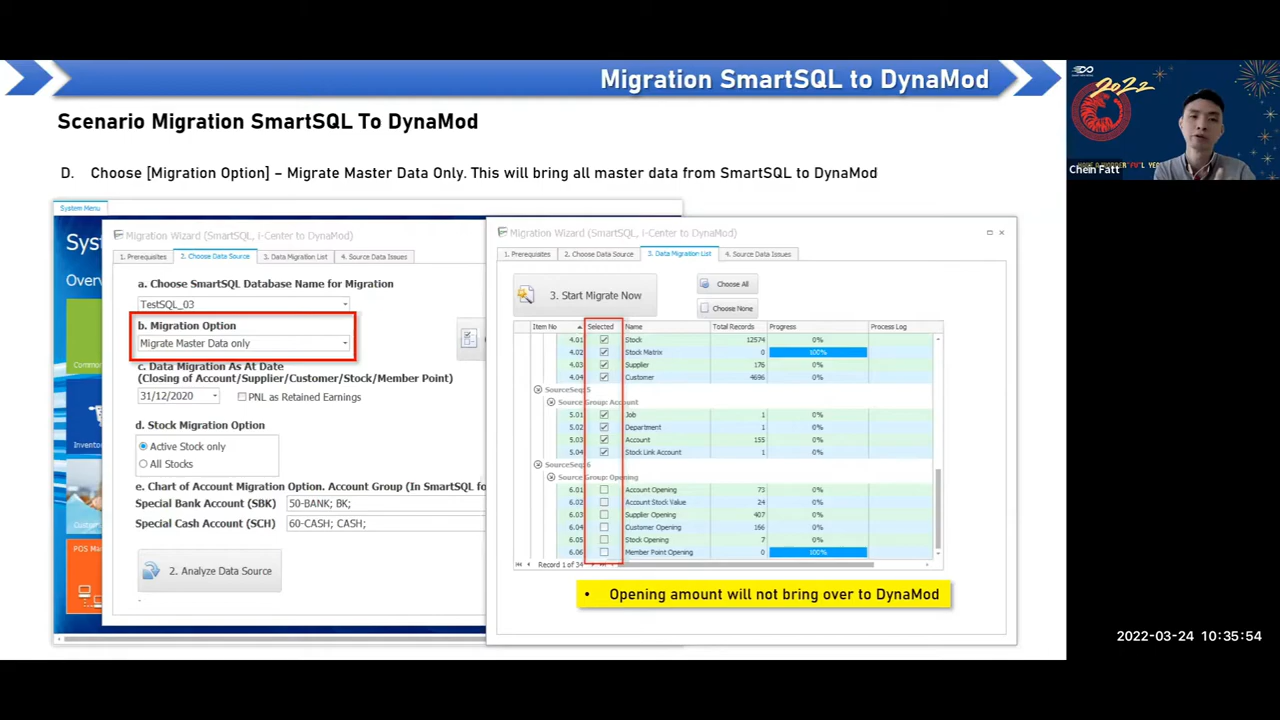 Migration SmartSQL to DynaMod
2022
Chein Fatt
Scenario Migration SmartSQL To DynaMod
D. Choose [Migration Option] – Migrate Master Data Only. This will bring all master data from SmartSQL to DynaMod
System Menu
Migration Wizard (SmartSQL, I-Center to DynaMod)
1. Prerequisites 2. Choose Data Source 3. Data Migration List 4. Source Data Issues
a. Choose SmartSQL Database Name for Migration
TestSQL_03
b. Migration Option
Migrate Master Data only
c. Data Migration As At Date
(Closing of Account/Supplier/Customer/Stock/Member Point)
31/12/2020 PNL as Retained Earnings
d. Stock Migration Option
Active Stock only
All Stocks
e. Chart of Account Migration Option. Account Group (In SmartSQL fo
Special Bank Account (SBK) 50-BANK; BK;
Special Cash Account (SCH) 60-CASH; CASH;
2. Analyze Data Source
Migration Wizard (SmartSQL, I-Center to DynaMod)
1. Prerequisites 2. Choose Data Source 3. Data Migration List 4. Source Data Issues
3. Start Migrate Now
Choose All
Choose None
Item No Selected Name Total Records Progress Process Log
4.01 Stock 12574 0%
4.02 Stock Matrix 0 100%
4.03 Supplier 176 0%
4.04 Customer 4696 0%
SourceSeq: 5
Source Group: Account
5.01 Job 1 0%
5.02 Department 1 0%
5.03 Account 155 0%
5.04 Stock Link Account 1 0%
SourceSeq: 6
Source Group: Opening
6.01 Account Opening 73 0%
6.02 Account Stock Value 24 0%
6.03 Supplier Opening 407 0%
6.04 Customer Opening 166 0%
6.05 Stock Opening 7 0%
6.06 Member Point Opening 0 100%
Record 1 of 34
• Opening amount will not bring over to DynaMod
2022-03-24 10:35:54